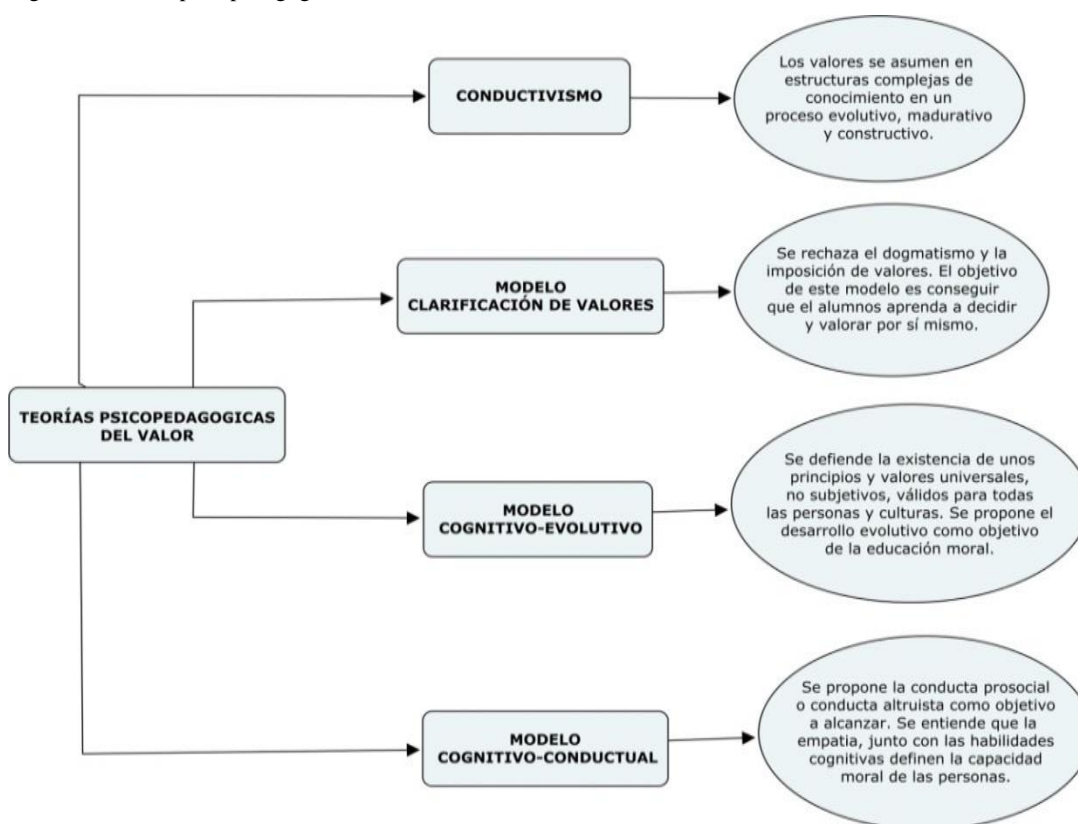 CONDUCTIVISMO
Los valores se asumen en
estructuras complejas de
conocimiento en un
proceso evolutivo, madurativo
y constructivo.
MODELO
CLARIFICACIÓN DE VALORES
Se rechaza el dogmatismo y la
imposición de valores. El objetivo
de este modelo es conseguir
que el alumnos aprenda a decidir
y valorar por sí mismo.
TEORÍAS PSICOPEDAGOGICAS
DEL VALOR
MODELO
COGNITIVO-EVOLUTIVO
Se defiende la existencia de unos
principios y valores universales,
no subjetivos, válidos para todas
las personas y culturas. Se propone el
desarrollo evolutivo como objetivo
de la educación moral.
MODELO
COGNITIVO-CONDUCTUAL
Se propone la conducta prosocial
o conducta altruista como objetivo
a alcanzar. Se entiende que la
empatia, junto con las habilidades
cognitivas definen la capacidad
moral de las personas.